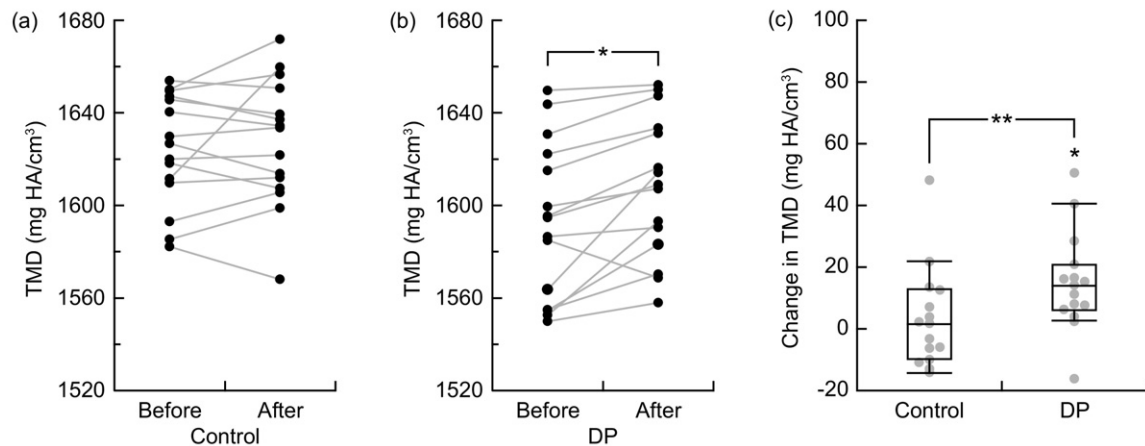 (a)
TMD (mg HA/cm³)
1680
1640
1600
1560
1520
Before After
Control
(b)
TMD (mg HA/cm³)
1680
1640
1600
1560
1520
*
Before After
DP
(c)
Change in TMD (mg HA/cm³)
100
80
60
40
20
0
-20
**
*
Control DP